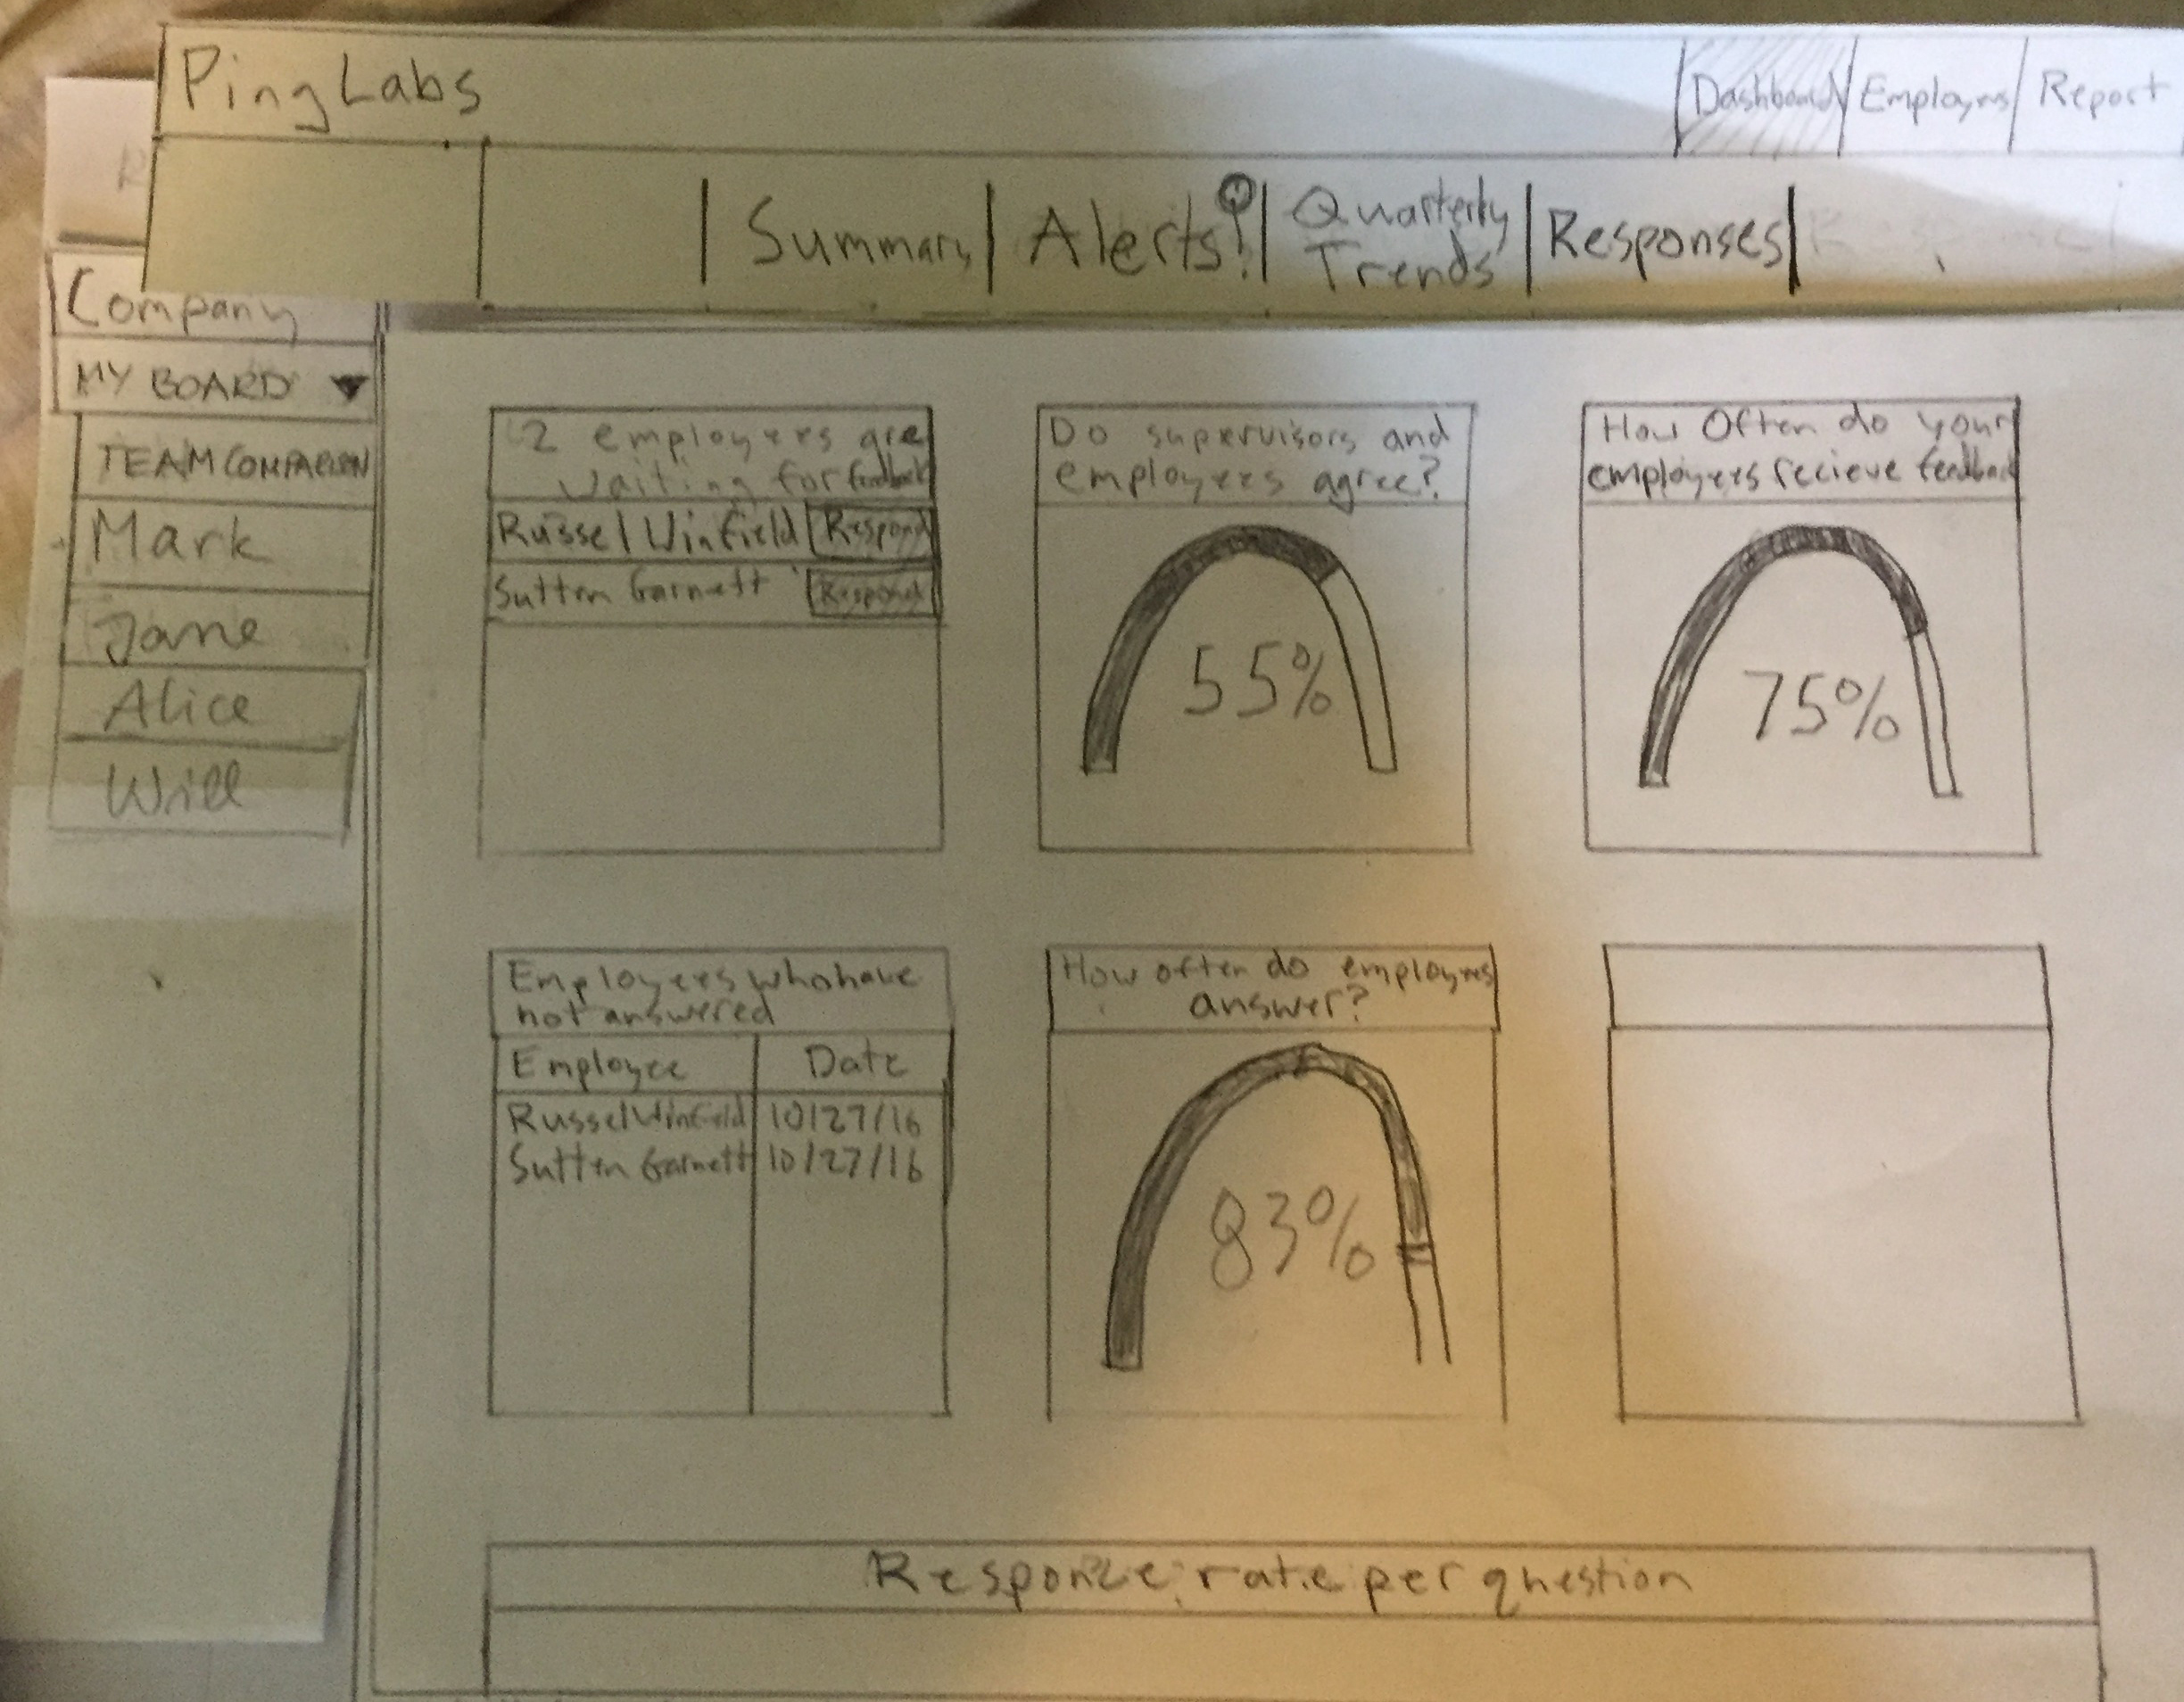 PingLabs
Dashboard Employees Report
Summary Alerts! Quarterly Trends Responses
Company
MY BOARD
TEAM COMPARISON
Mark
Jane
Alice
Will
2 employees are
waiting for feedback
Russel Winfield Respond
Sutton Garnett Respond
Do supervisors and
employees agree?
55%
How Often do your
employees recieve feedback
75%
Employees who have
not answered
Employee Date
Russel Winfield 10/27/16
Sutton Garnett 10/27/16
How often do employees
answer?
83%
Response rate per question